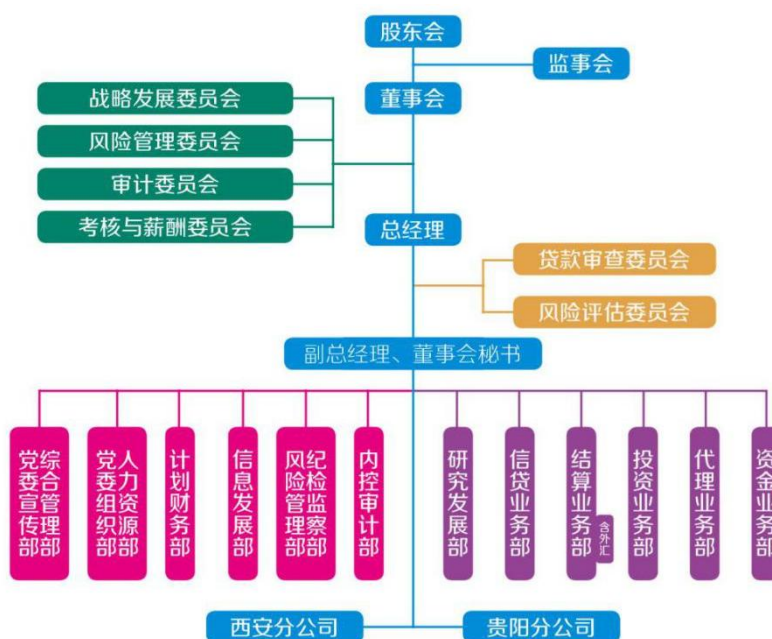 股东会
监事会
董事会
战略发展委员会
风险管理委员会
审计委员会
考核与薪酬委员会
总经理
贷款审查委员会
风险评估委员会
副总经理、董事会秘书
综合管理部
党委宣传部
人力资源部
党委组织部
计划财务部
信息发展部
纪检监察部
风险管理部
内控审计部
研究发展部
信贷业务部
结算业务部
含外汇
投资业务部
代理业务部
资金业务部
西安分公司
贵阳分公司